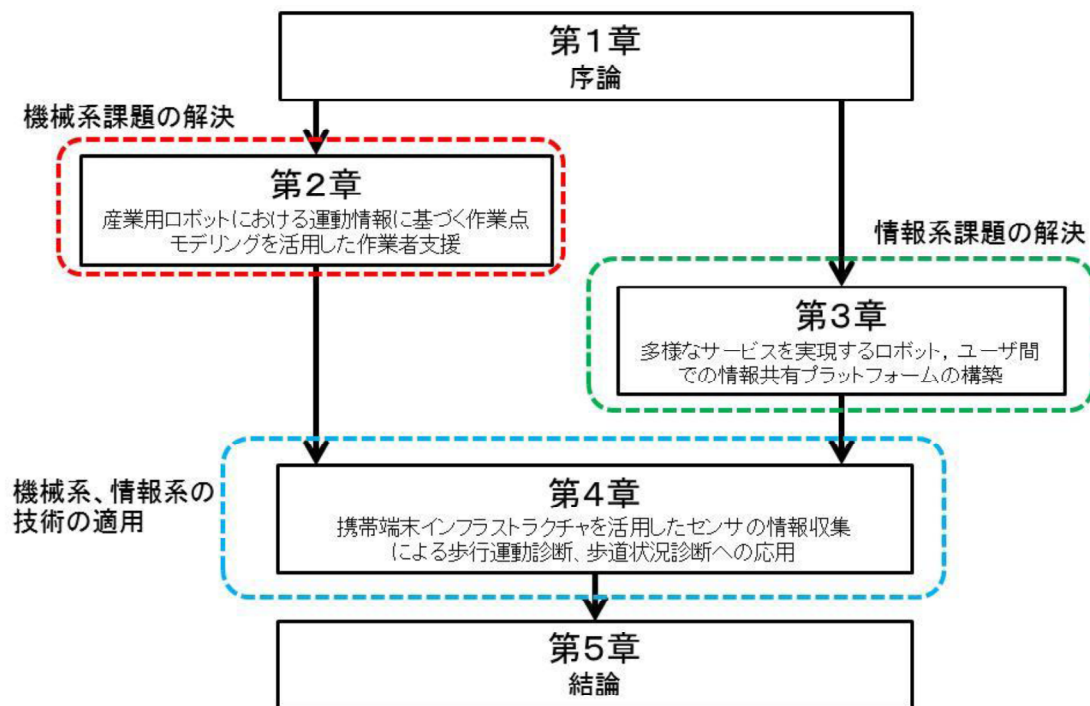 第1章
序論
機械系課題の解決
第2章
産業用ロボットにおける運動情報に基づく作業点
モデリングを活用した作業者支援
情報系課題の解決
第3章
多様なサービスを実現するロボット，ユーザ間
での情報共有プラットフォームの構築
機械系、情報系の
技術の適用
第4章
携帯端末インフラストラクチャを活用したセンサの情報収集
による歩行運動診断、歩道状況診断への応用
第5章
結論